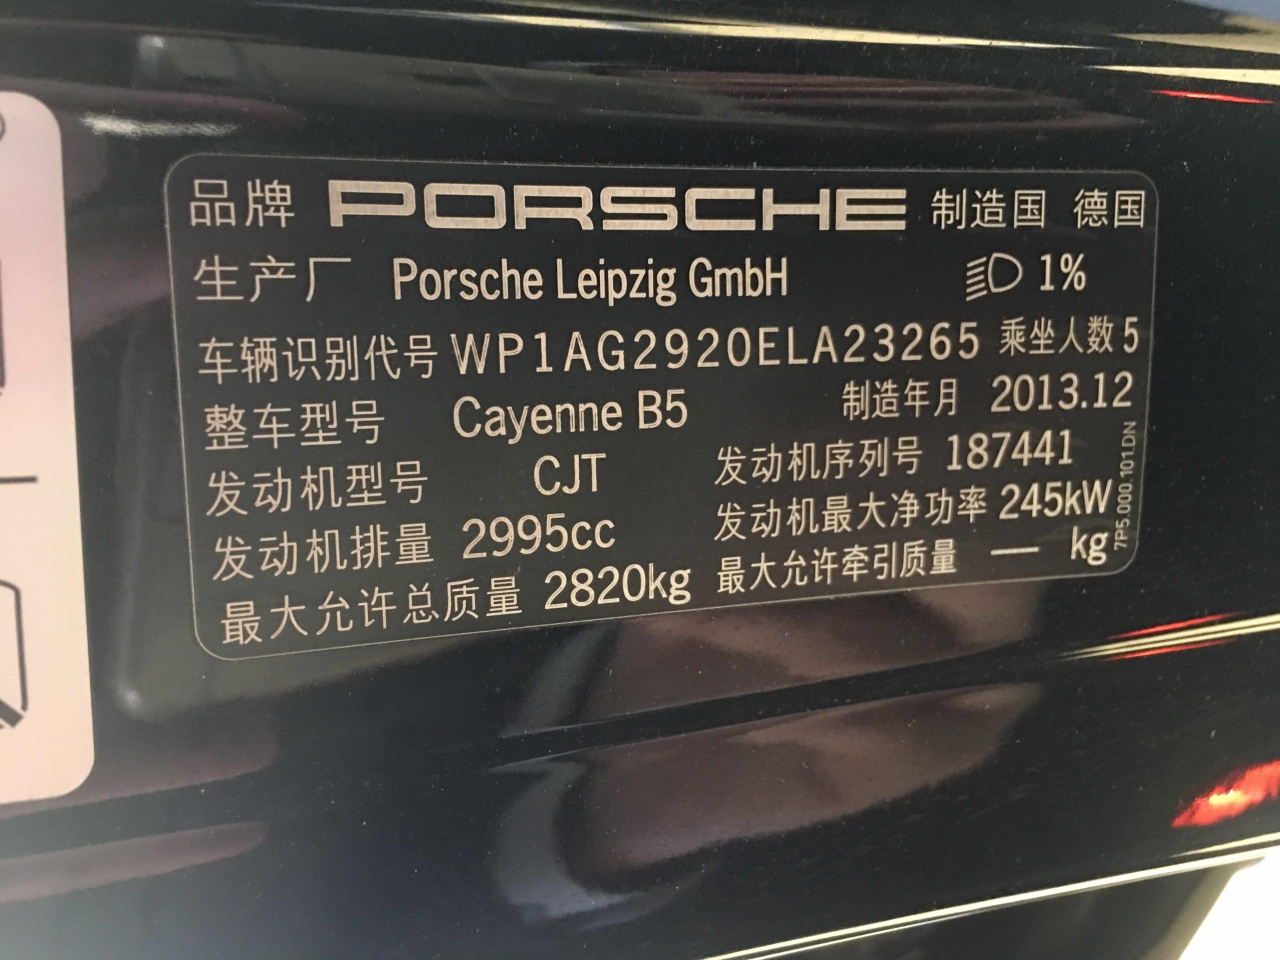 品牌 PORSCHE 制造国 德国
生产厂 Porsche Leipzig GmbH 1%
车辆识别代号 WP1AG2920ELA23265 乘坐人数 5
整车型号 Cayenne B5 制造年月 2013.12
发动机型号 CJT 发动机序列号 187441
发动机排量 2995cc 发动机最大净功率 245kW
最大允许总质量 2820kg 最大允许牵引质量 — kg
7P5.000.101.DN